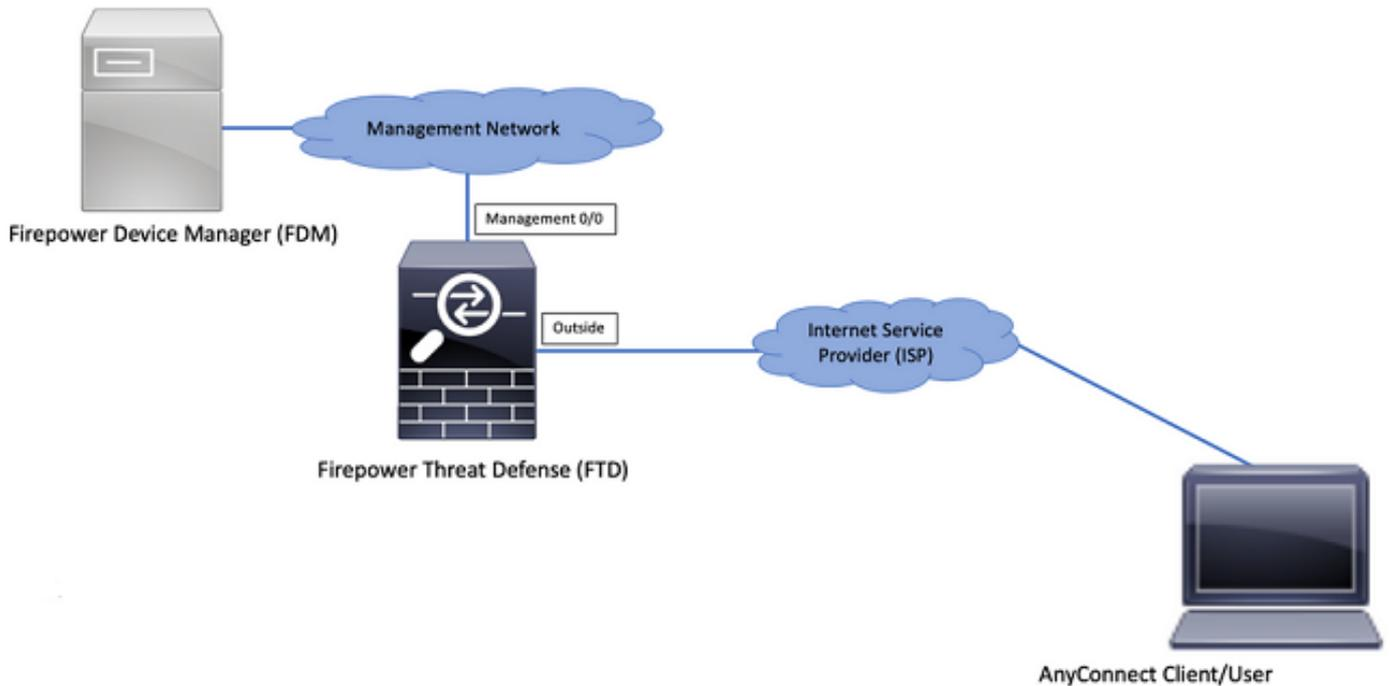 Management Network
Management 0/0
Firepower Device Manager (FDM)
Outside
Internet Service
Provider (ISP)
Firepower Threat Defense (FTD)
AnyConnect Client/User